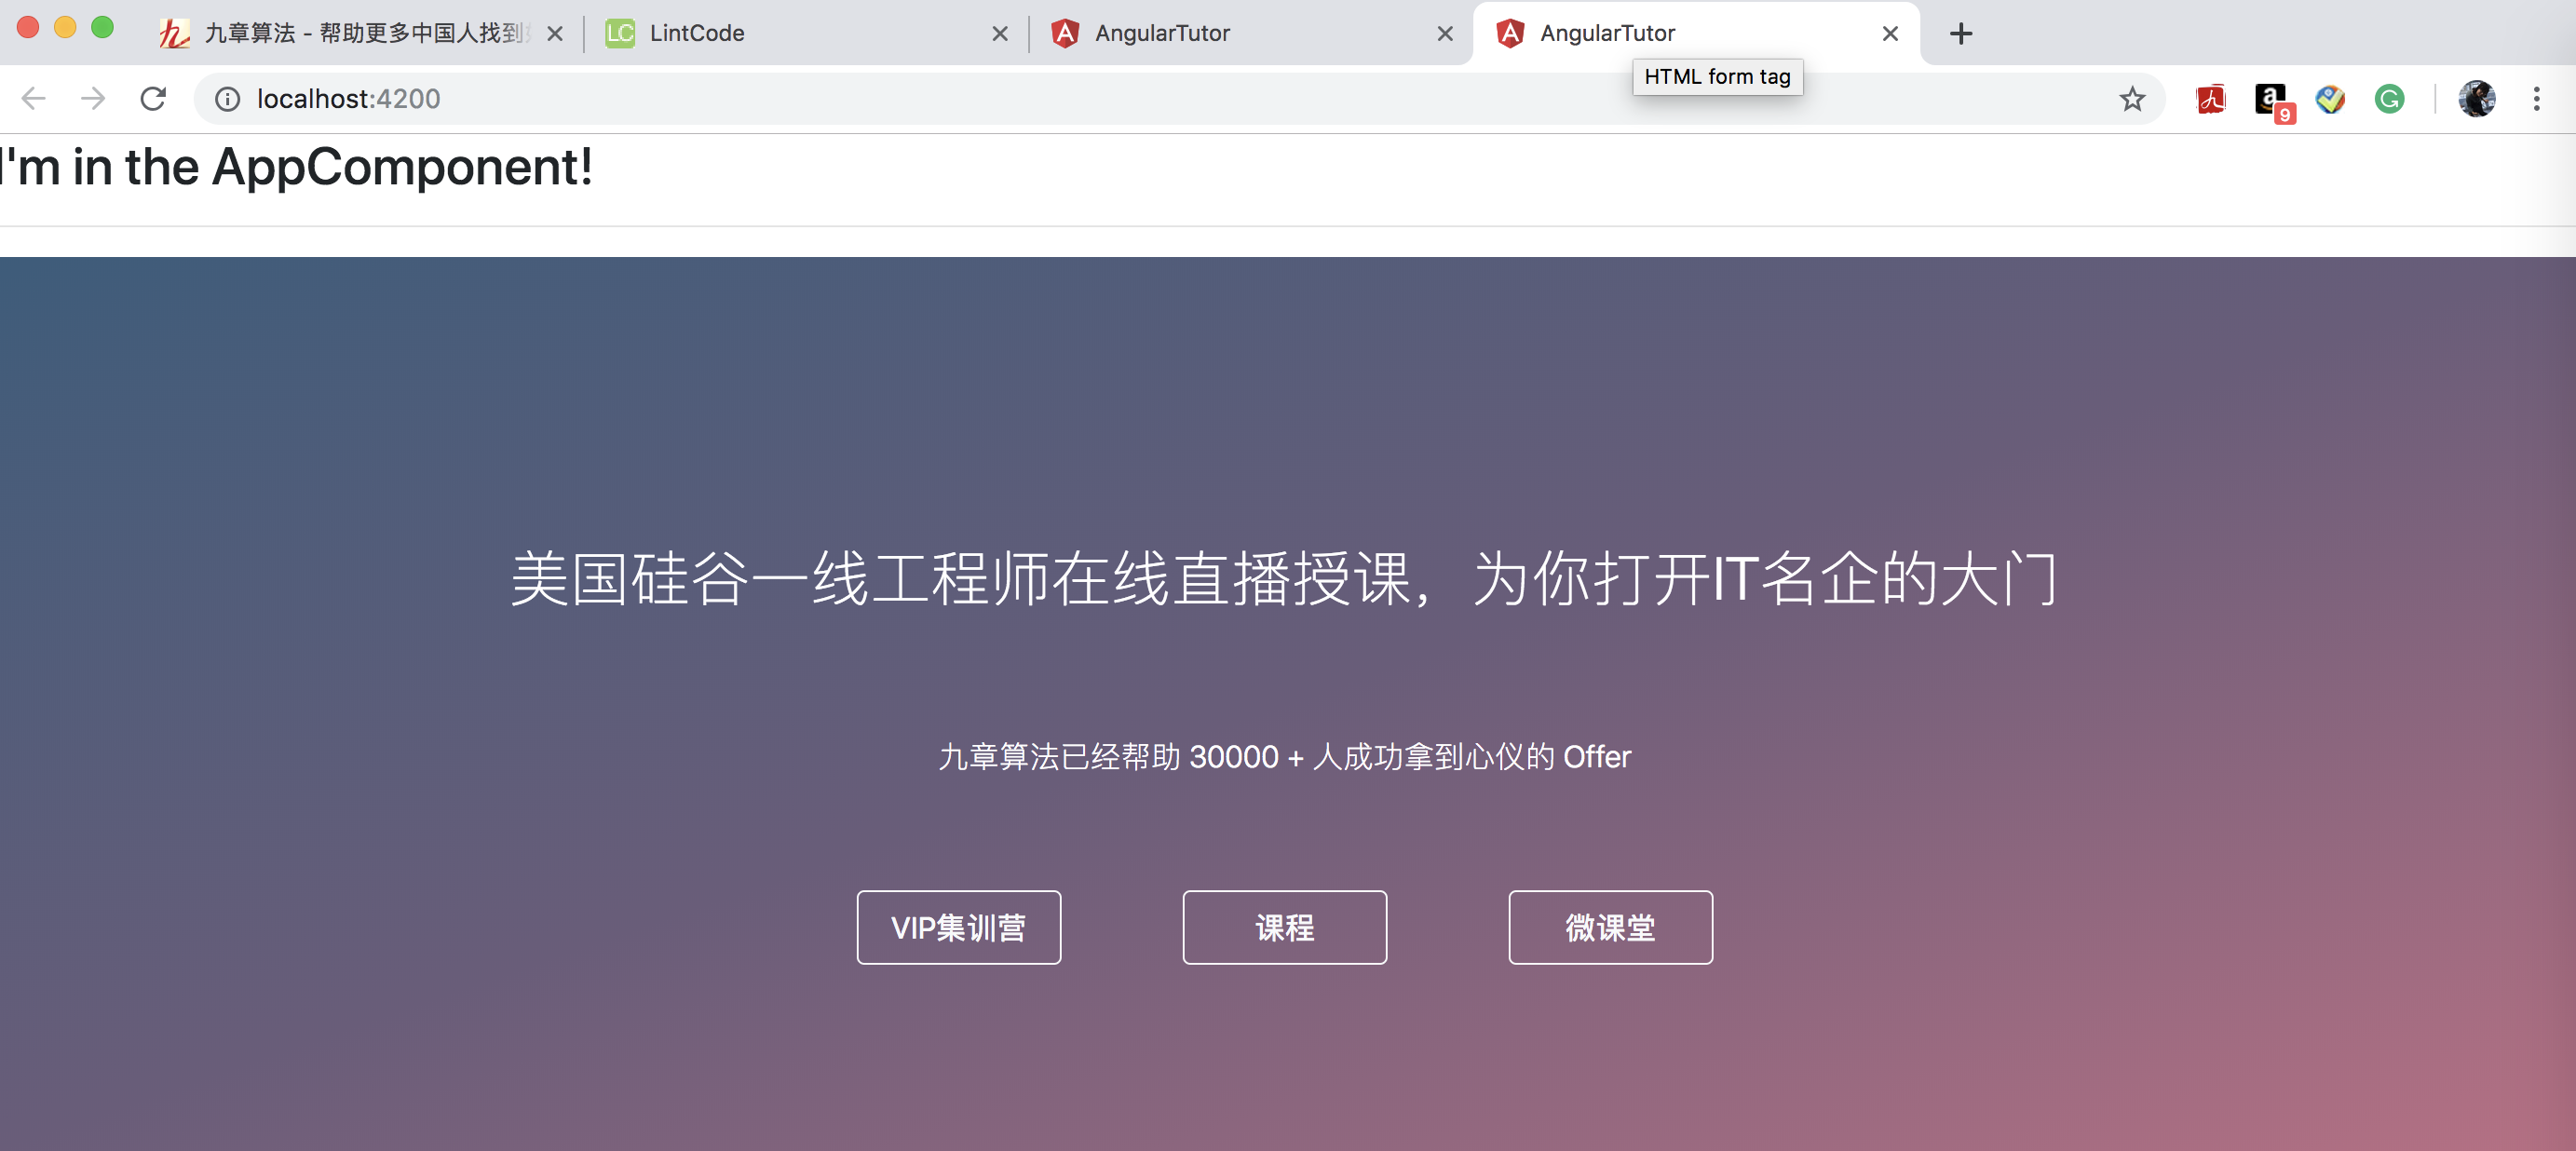 九章算法 - 帮助更多中国人找到
LintCode
AngularTutor
AngularTutor
HTML form tag
localhost:4200
9
I'm in the AppComponent!
美国硅谷一线工程师在线直播授课，为你打开IT名企的大门
九章算法已经帮助 30000 + 人成功拿到心仪的 Offer
VIP集训营
课程
微课堂